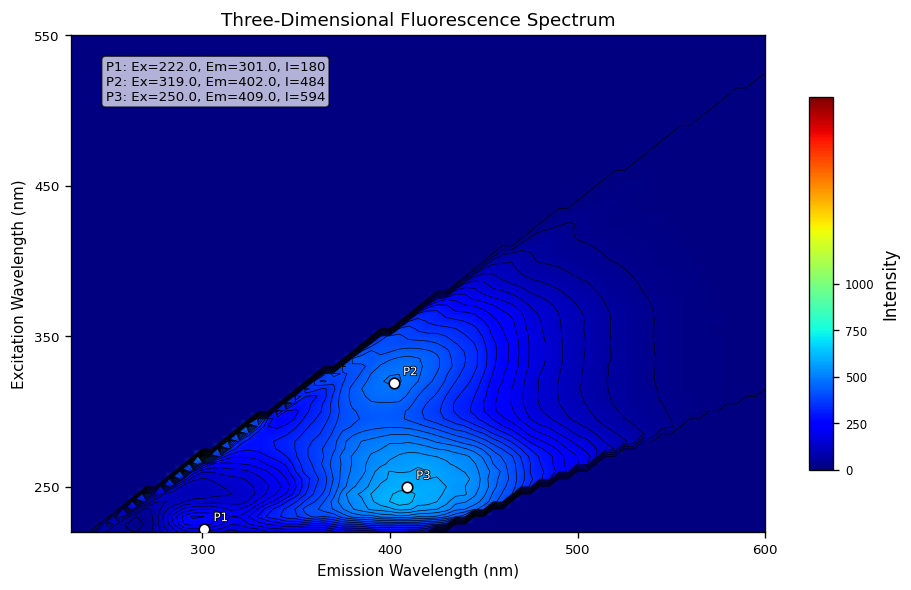 Three-Dimensional Fluorescence Spectrum
P1: Ex=222.0, Em=301.0, I=180
P2: Ex=319.0, Em=402.0, I=484
P3: Ex=250.0, Em=409.0, I=594
550
450
350
250
Excitation Wavelength (nm)
P2
P3
P1
300
400
500
600
Emission Wavelength (nm)
1000
750
500
250
0
Intensity